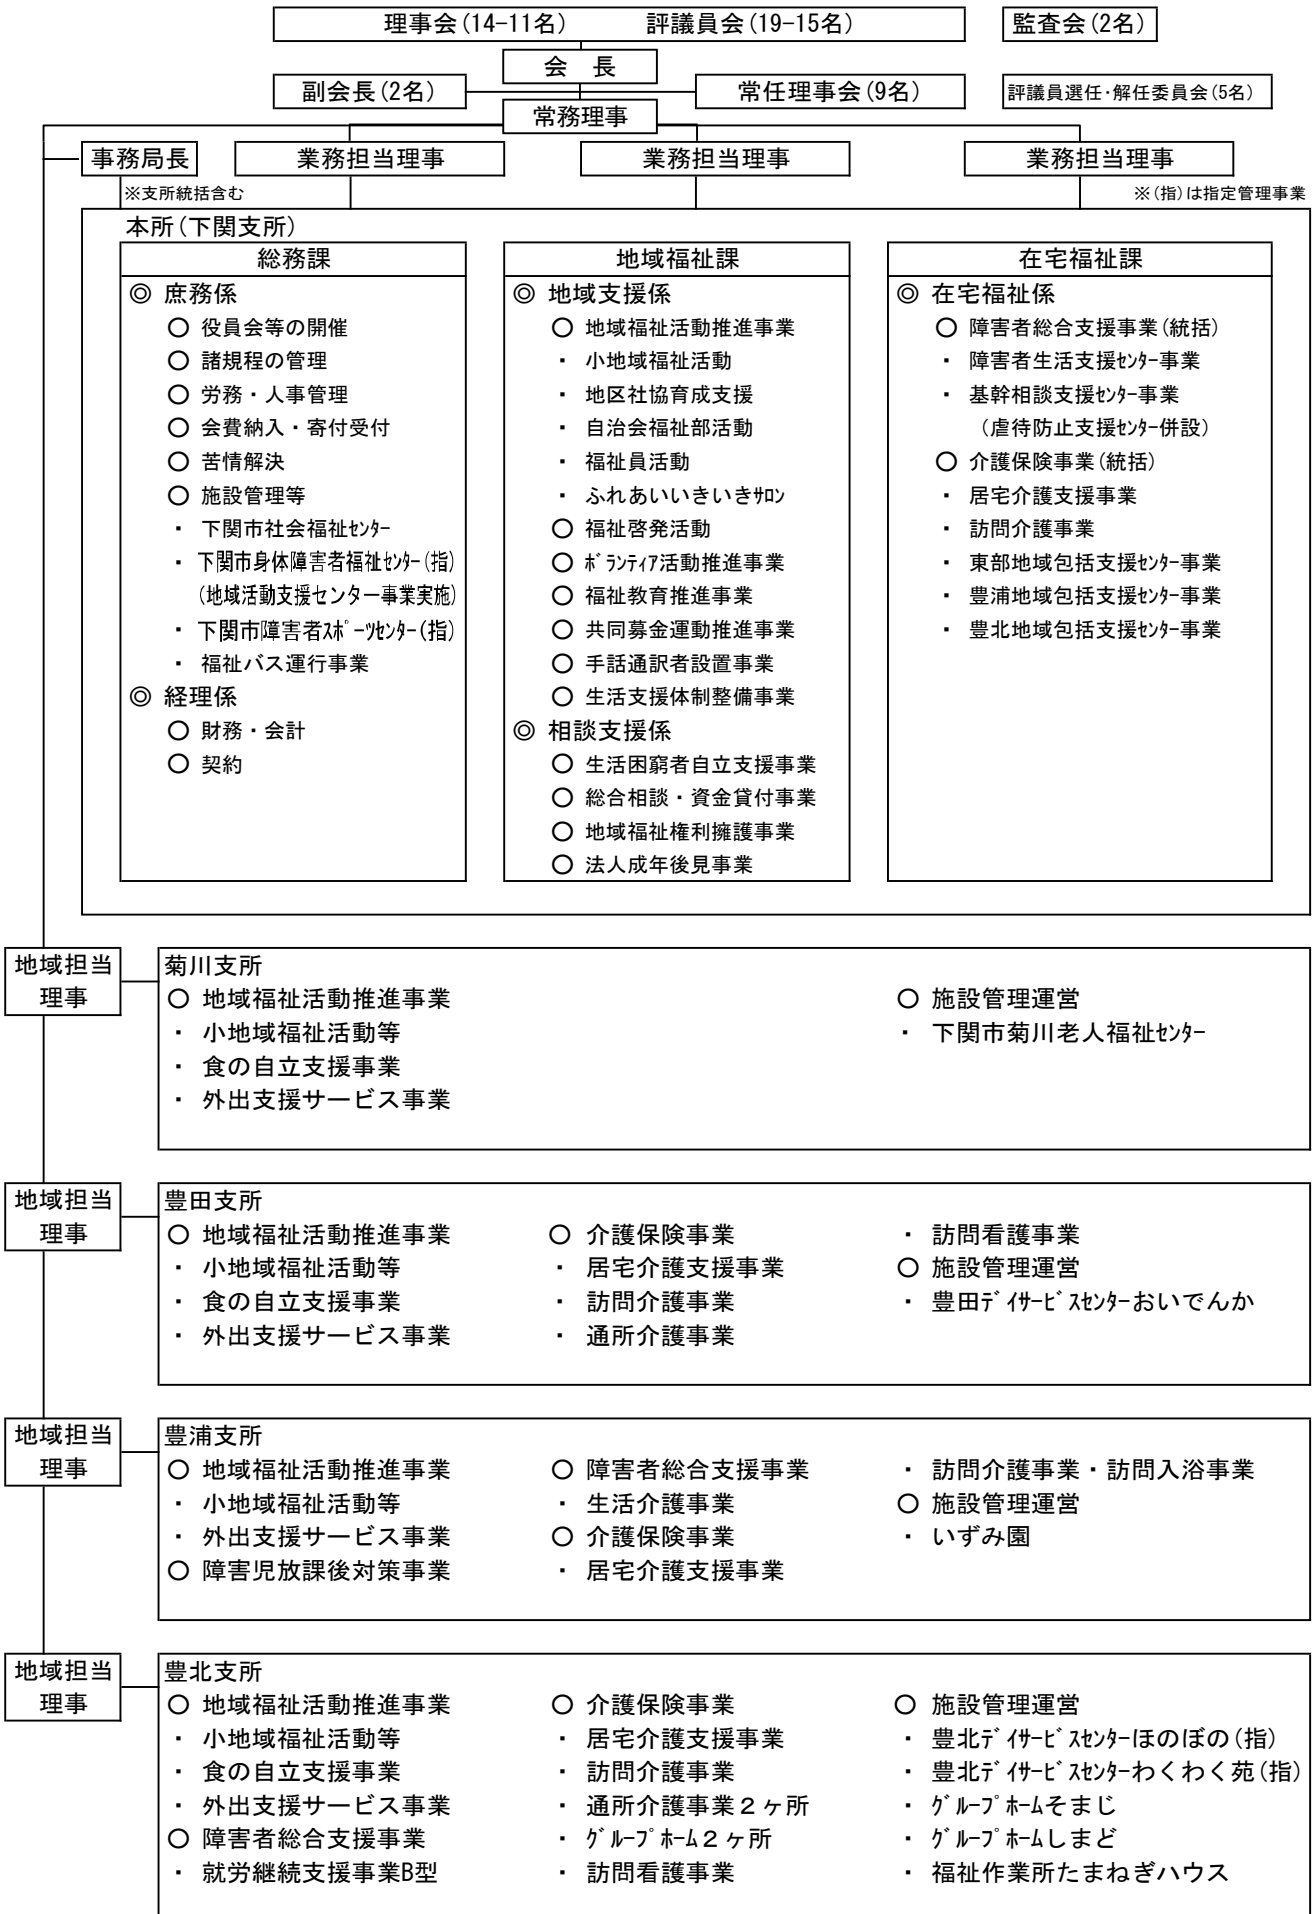 理事会(14-11名)　評議員会(19-15名)
監査会(2名)
会　長
副会長(2名)
常任理事会(9名)
評議員選任・解任委員会(5名)
常務理事
事務局長
業務担当理事
業務担当理事
業務担当理事
※支所統括含む
※(指)は指定管理事業
本所(下関支所)
総務課
◎ 庶務係
〇 役員会等の開催
〇 諸規程の管理
〇 労務・人事管理
〇 会費納入・寄付受付
〇 苦情解決
〇 施設管理等
・ 下関市社会福祉ｾﾝﾀｰ
・ 下関市身体障害者福祉ｾﾝﾀｰ(指)
(地域活動支援センター事業実施)
・ 下関市障害者ｽﾎﾟｰﾂｾﾝﾀｰ(指)
・ 福祉バス運行事業
◎ 経理係
〇 財務・会計
〇 契約
地域福祉課
◎ 地域支援係
〇 地域福祉活動推進事業
・ 小地域福祉活動
・ 地区社協育成支援
・ 自治会福祉部活動
・ 福祉員活動
・ ふれあいいきいきｻﾛﾝ
〇 福祉啓発活動
〇 ﾎﾞﾗﾝﾃｨｱ活動推進事業
〇 福祉教育推進事業
〇 共同募金運動推進事業
〇 手話通訳者設置事業
〇 生活支援体制整備事業
◎ 相談支援係
〇 生活困窮者自立支援事業
〇 総合相談・資金貸付事業
〇 地域福祉権利擁護事業
〇 法人成年後見事業
在宅福祉課
◎ 在宅福祉係
〇 障害者総合支援事業(統括)
・ 障害者生活支援ｾﾝﾀｰ事業
・ 基幹相談支援ｾﾝﾀｰ事業
(虐待防止支援ｾﾝﾀｰ併設)
〇 介護保険事業(統括)
・ 居宅介護支援事業
・ 訪問介護事業
・ 東部地域包括支援ｾﾝﾀｰ事業
・ 豊浦地域包括支援ｾﾝﾀｰ事業
・ 豊北地域包括支援ｾﾝﾀｰ事業
地域担当
理事
菊川支所
〇 地域福祉活動推進事業
・ 小地域福祉活動等
・ 食の自立支援事業
・ 外出支援サービス事業
〇 施設管理運営
・ 下関市菊川老人福祉ｾﾝﾀｰ
地域担当
理事
豊田支所
〇 地域福祉活動推進事業
・ 小地域福祉活動等
・ 食の自立支援事業
・ 外出支援サービス事業
〇 介護保険事業
・ 居宅介護支援事業
・ 訪問介護事業
・ 通所介護事業
・ 訪問看護事業
〇 施設管理運営
・ 豊田ﾃﾞｲｻｰﾋﾞｽｾﾝﾀｰおいでんか
地域担当
理事
豊浦支所
〇 地域福祉活動推進事業
・ 小地域福祉活動等
・ 外出支援サービス事業
〇 障害児放課後対策事業
〇 障害者総合支援事業
・ 生活介護事業
〇 介護保険事業
・ 居宅介護支援事業
・ 訪問介護事業・訪問入浴事業
〇 施設管理運営
・ いずみ園
地域担当
理事
豊北支所
〇 地域福祉活動推進事業
・ 小地域福祉活動等
・ 食の自立支援事業
・ 外出支援サービス事業
〇 障害者総合支援事業
・ 就労継続支援事業B型
〇 介護保険事業
・ 居宅介護支援事業
・ 訪問介護事業
・ 通所介護事業２ヶ所
・ ｸﾞﾙｰﾌﾟﾎｰﾑ２ヶ所
・ 訪問看護事業
〇 施設管理運営
・ 豊北ﾃﾞｲｻｰﾋﾞｽｾﾝﾀｰほのぼの(指)
・ 豊北ﾃﾞｲｻｰﾋﾞｽｾﾝﾀｰわくわく苑(指)
・ ｸﾞﾙｰﾌﾟﾎｰﾑそまじ
・ ｸﾞﾙｰﾌﾟﾎｰﾑしまど
・ 福祉作業所たまねぎハウス